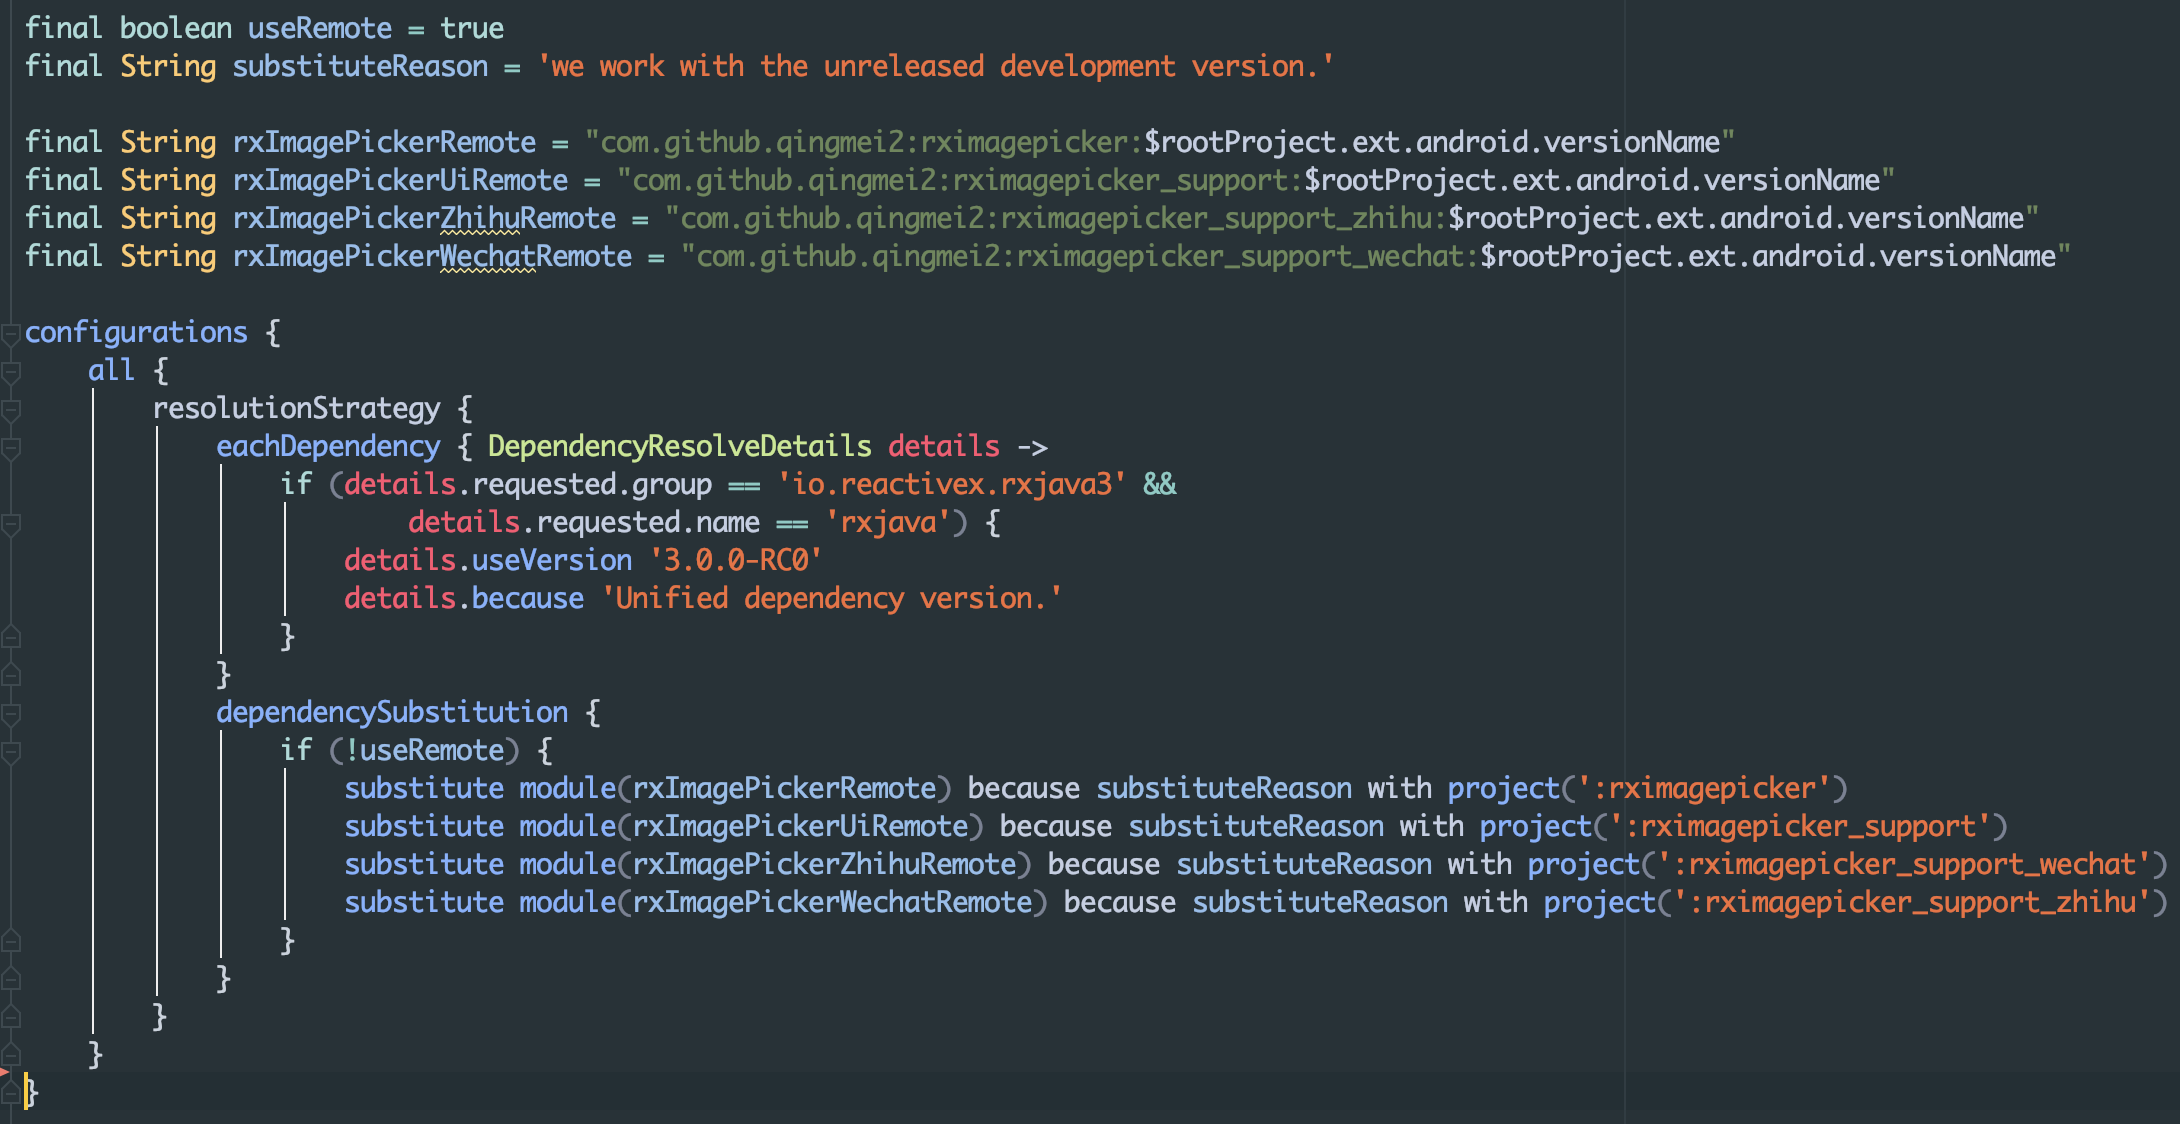 final boolean useRemote = true
final String substituteReason = 'we work with the unreleased development version.'
final String rxImagePickerRemote = "com.github.qingmei2:rximagepicker:$rootProject.ext.android.versionName"
final String rxImagePickerUiRemote = "com.github.qingmei2:rximagepicker_support:$rootProject.ext.android.versionName"
final String rxImagePickerZhihuRemote = "com.github.qingmei2:rximagepicker_support_zhihu:$rootProject.ext.android.versionName"
final String rxImagePickerWechatRemote = "com.github.qingmei2:rximagepicker_support_wechat:$rootProject.ext.android.versionName"
configurations {
    all {
        resolutionStrategy {
            eachDependency { DependencyResolveDetails details ->
                if (details.requested.group == 'io.reactivex.rxjava3' &&
                        details.requested.name == 'rxjava') {
                    details.useVersion '3.0.0-RC0'
                    details.because 'Unified dependency version.'
                }
            }
            dependencySubstitution {
                if (!useRemote) {
                    substitute module(rxImagePickerRemote) because substituteReason with project(':rximagepicker')
                    substitute module(rxImagePickerUiRemote) because substituteReason with project(':rximagepicker_support')
                    substitute module(rxImagePickerZhihuRemote) because substituteReason with project(':rximagepicker_support_wechat')
                    substitute module(rxImagePickerWechatRemote) because substituteReason with project(':rximagepicker_support_zhihu')
                }
            }
        }
    }
}